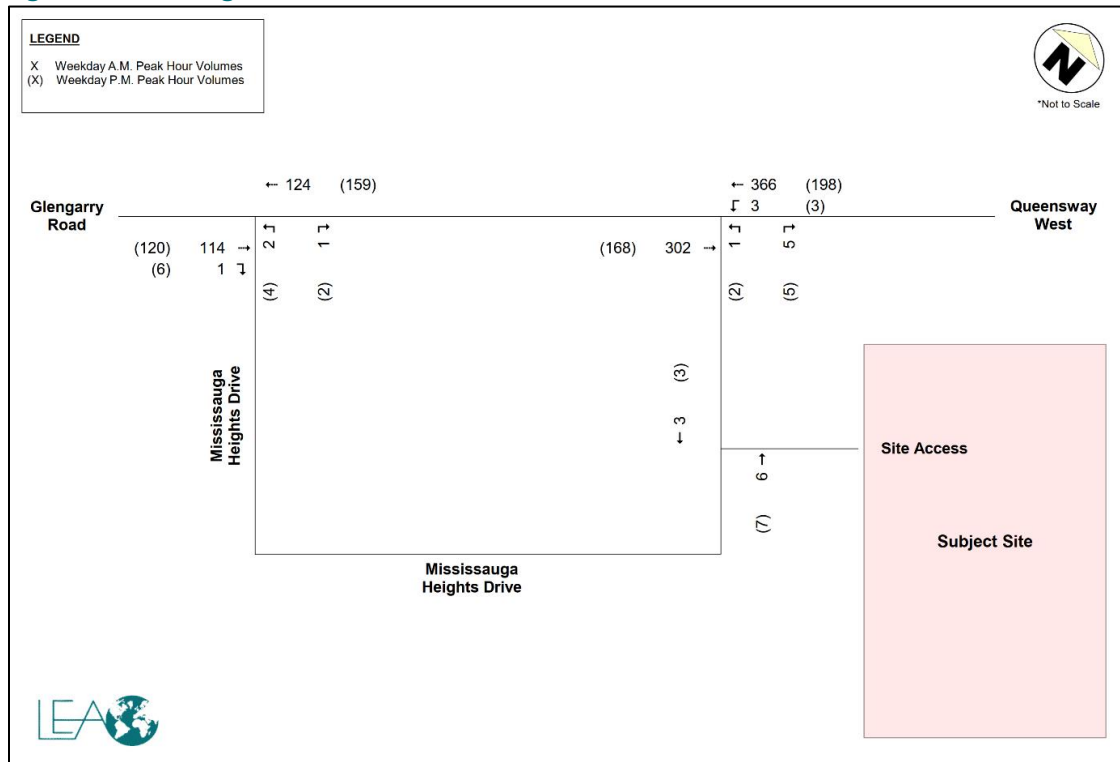 LEGEND
X Weekday A.M. Peak Hour Volumes
(X) Weekday P.M. Peak Hour Volumes
N
*Not to Scale
← 124 (159)
← 366 (198)
3 (3)
Glengarry
Road
Queensway
West
(120) 114 →
(6) 1
2 (4)
1 (2)
(168) 302 →
1 (2)
5 (5)
Mississauga
Heights Drive
← 3 (3)
Site Access
↑
6 (7)
Subject Site
Mississauga
Heights Drive
LEA